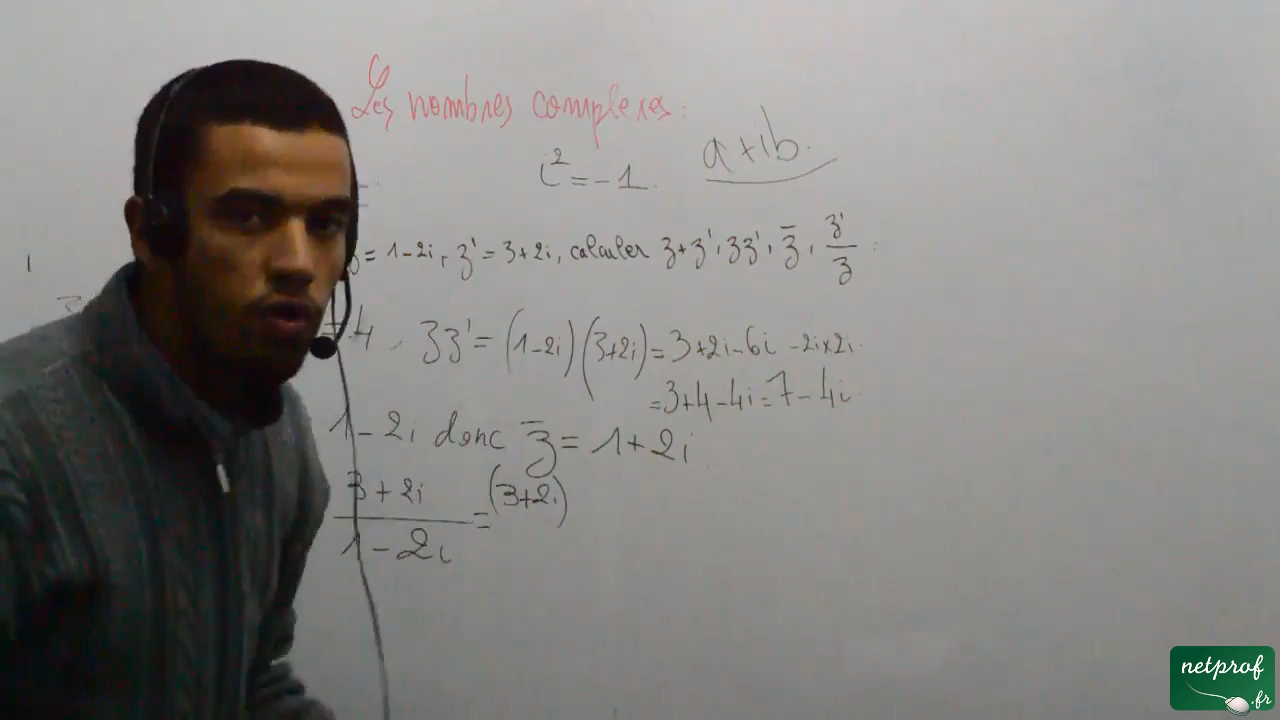 Les nombres complexes :
i² = -1. a+ib.
z = 1-2i, z' = 3+2i, calculer z+z', zz', z̄, z'/z :
4, zz' = (1-2i)(3+2i) = 3+2i-6i -2i×2i.
= 3+4-4i = 7-4i
1-2i donc z̄ = 1+2i
3+2i / 1-2i = (3+2i)
netprof
.fr